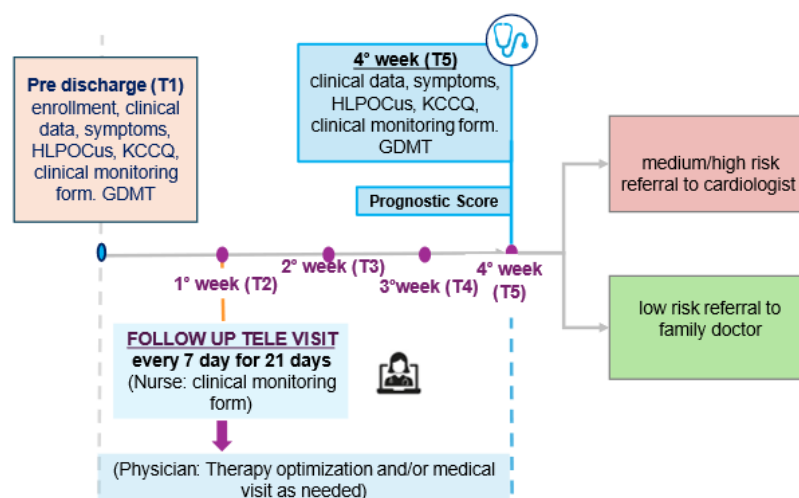 Pre discharge (T1)
enrollment, clinical
data, symptoms,
HLPOCus, KCCQ,
clinical monitoring
form. GDMT
4° week (T5)
clinical data, symptoms,
HLPOCus, KCCQ,
clinical monitoring form.
GDMT
Prognostic Score
medium/high risk
referral to cardiologist
1° week (T2)
2° week (T3)
3°week (T4)
4° week
(T5)
low risk referral to
family doctor
FOLLOW UP TELE VISIT
every 7 day for 21 days
(Nurse: clinical monitoring
form)
(Physician: Therapy optimization and/or medical
visit as needed)